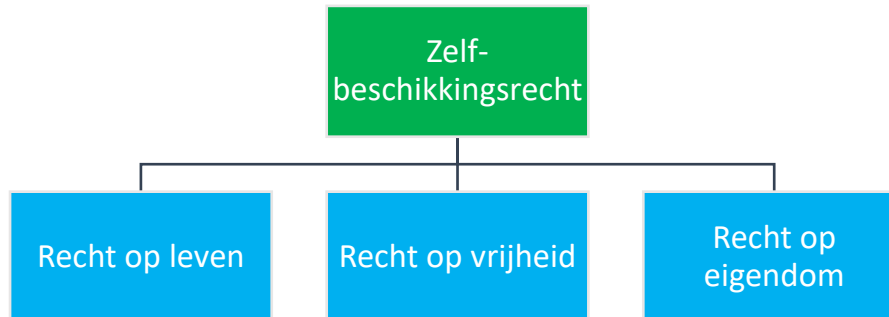 Zelf-
beschikkingsrecht
Recht op leven
Recht op vrijheid
Recht op
eigendom